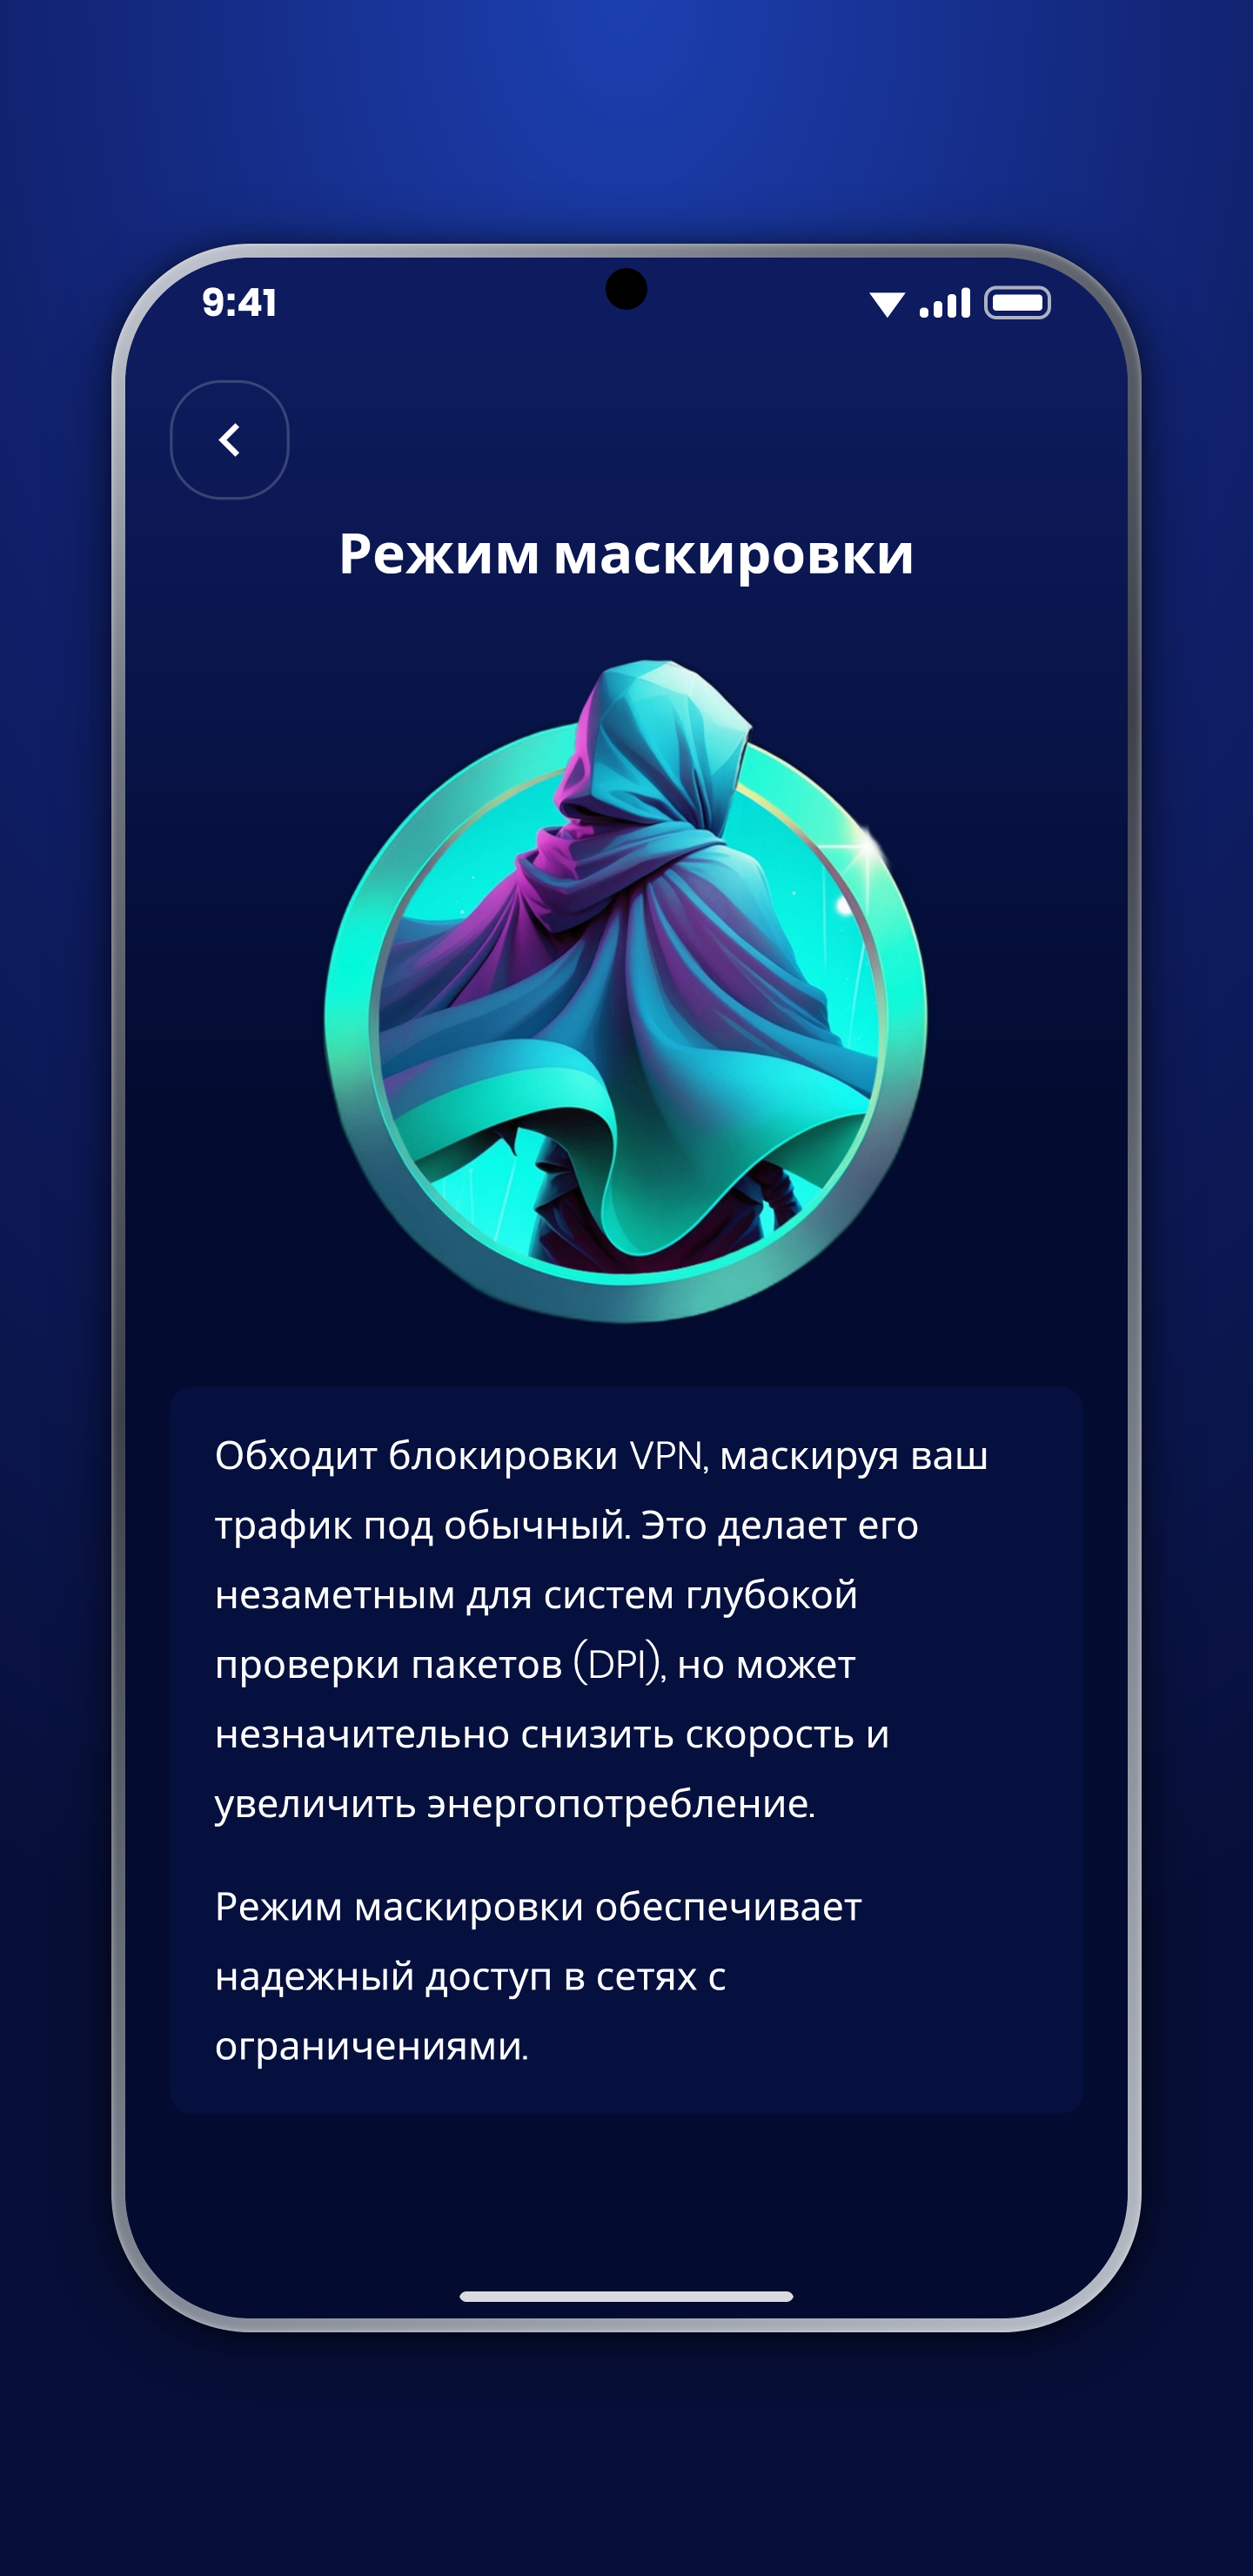 9:41
Режим маскировки
Обходит блокировки VPN, маскируя ваш
трафик под обычный. Это делает его
незаметным для систем глубокой
проверки пакетов (DPI), но может
незначительно снизить скорость и
увеличить энергопотребление.
Режим маскировки обеспечивает
надежный доступ в сетях с
ограничениями.